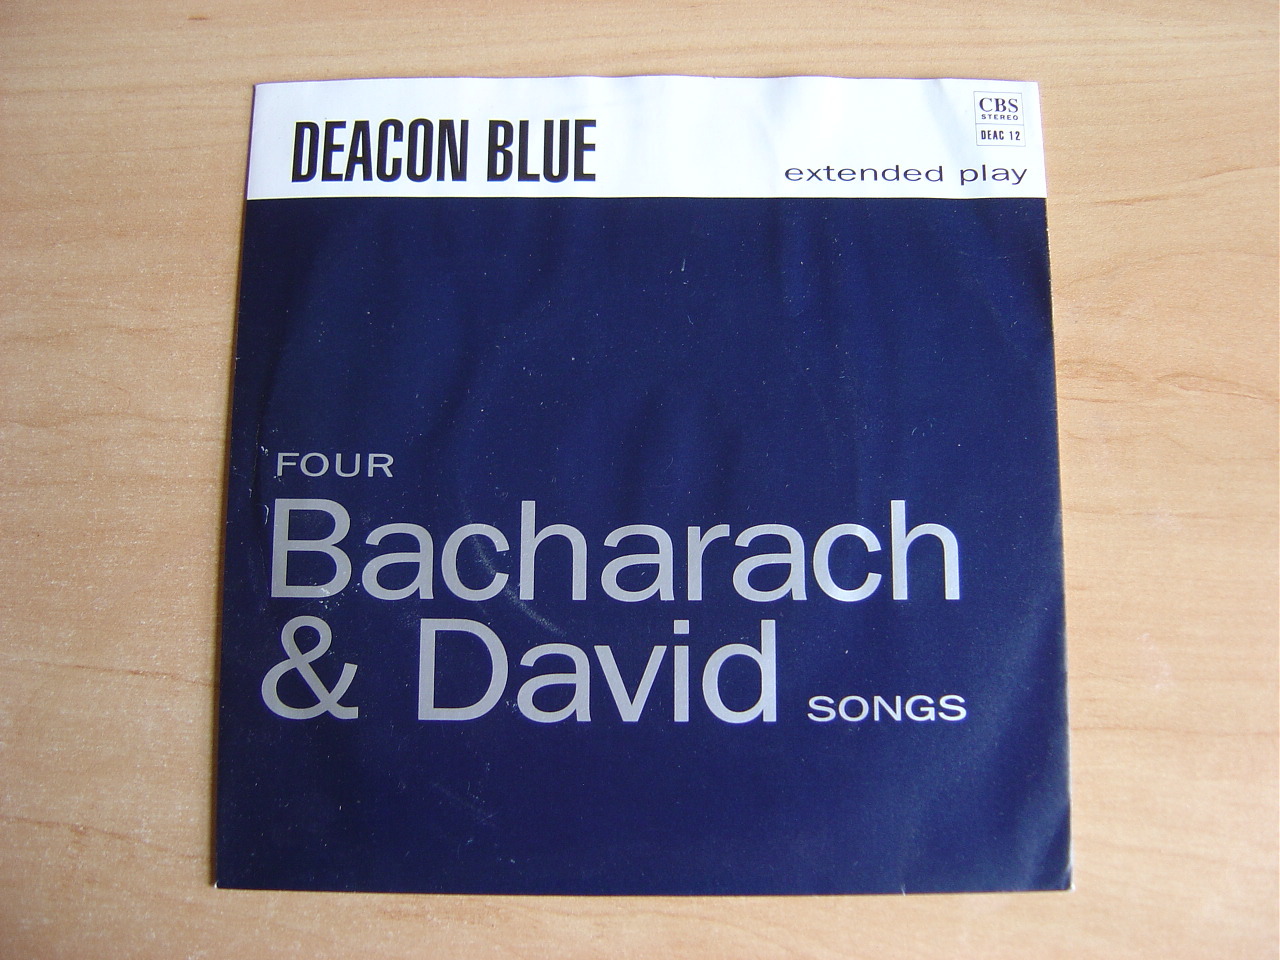 DEACON BLUE
CBS
STEREO
DEAC 12
extended play
FOUR
Bacharach
& David SONGS